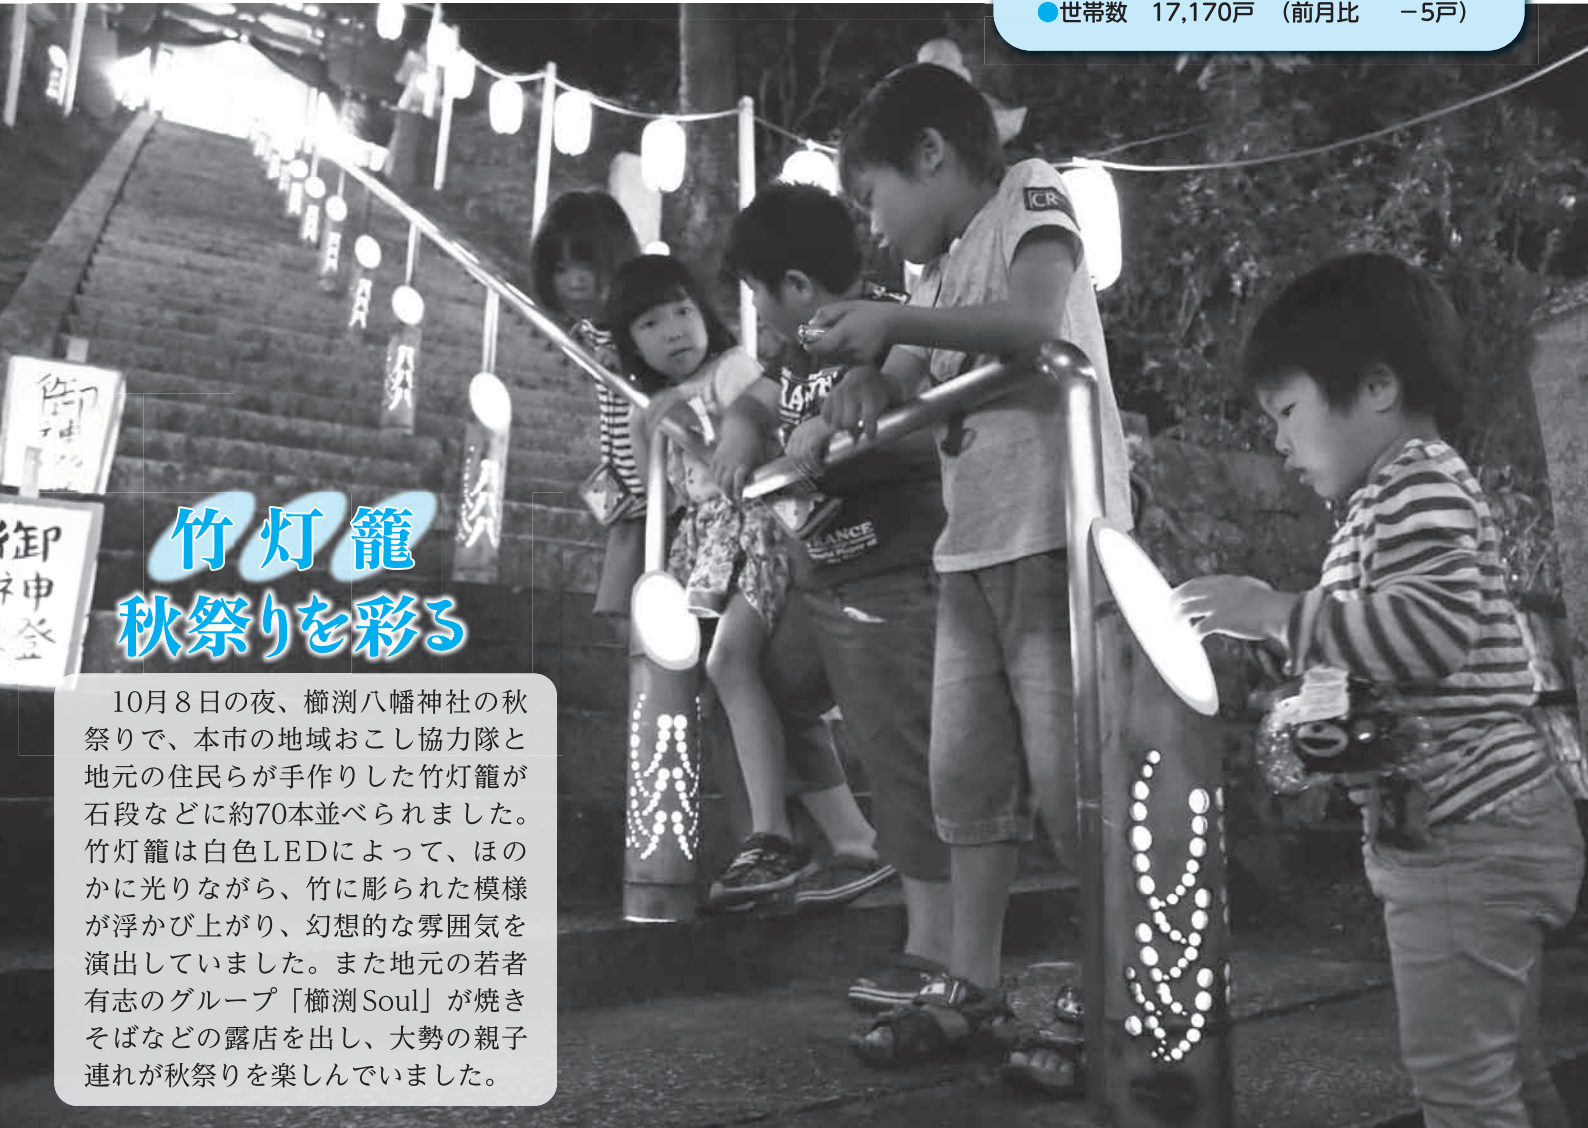 ●世帯数　17,170戸　（前月比　－5戸）
CR
御
神
御
神
登
LANCE
竹灯籠
秋祭りを彩る
10月８日の夜、櫛渕八幡神社の秋
祭りで、本市の地域おこし協力隊と
地元の住民らが手作りした竹灯籠が
石段などに約70本並べられました。
竹灯籠は白色ＬＥＤによって、ほの
かに光りながら、竹に彫られた模様
が浮かび上がり、幻想的な雰囲気を
演出していました。また地元の若者
有志のグループ「櫛渕Soul」が焼き
そばなどの露店を出し、大勢の親子
連れが秋祭りを楽しんでいました。